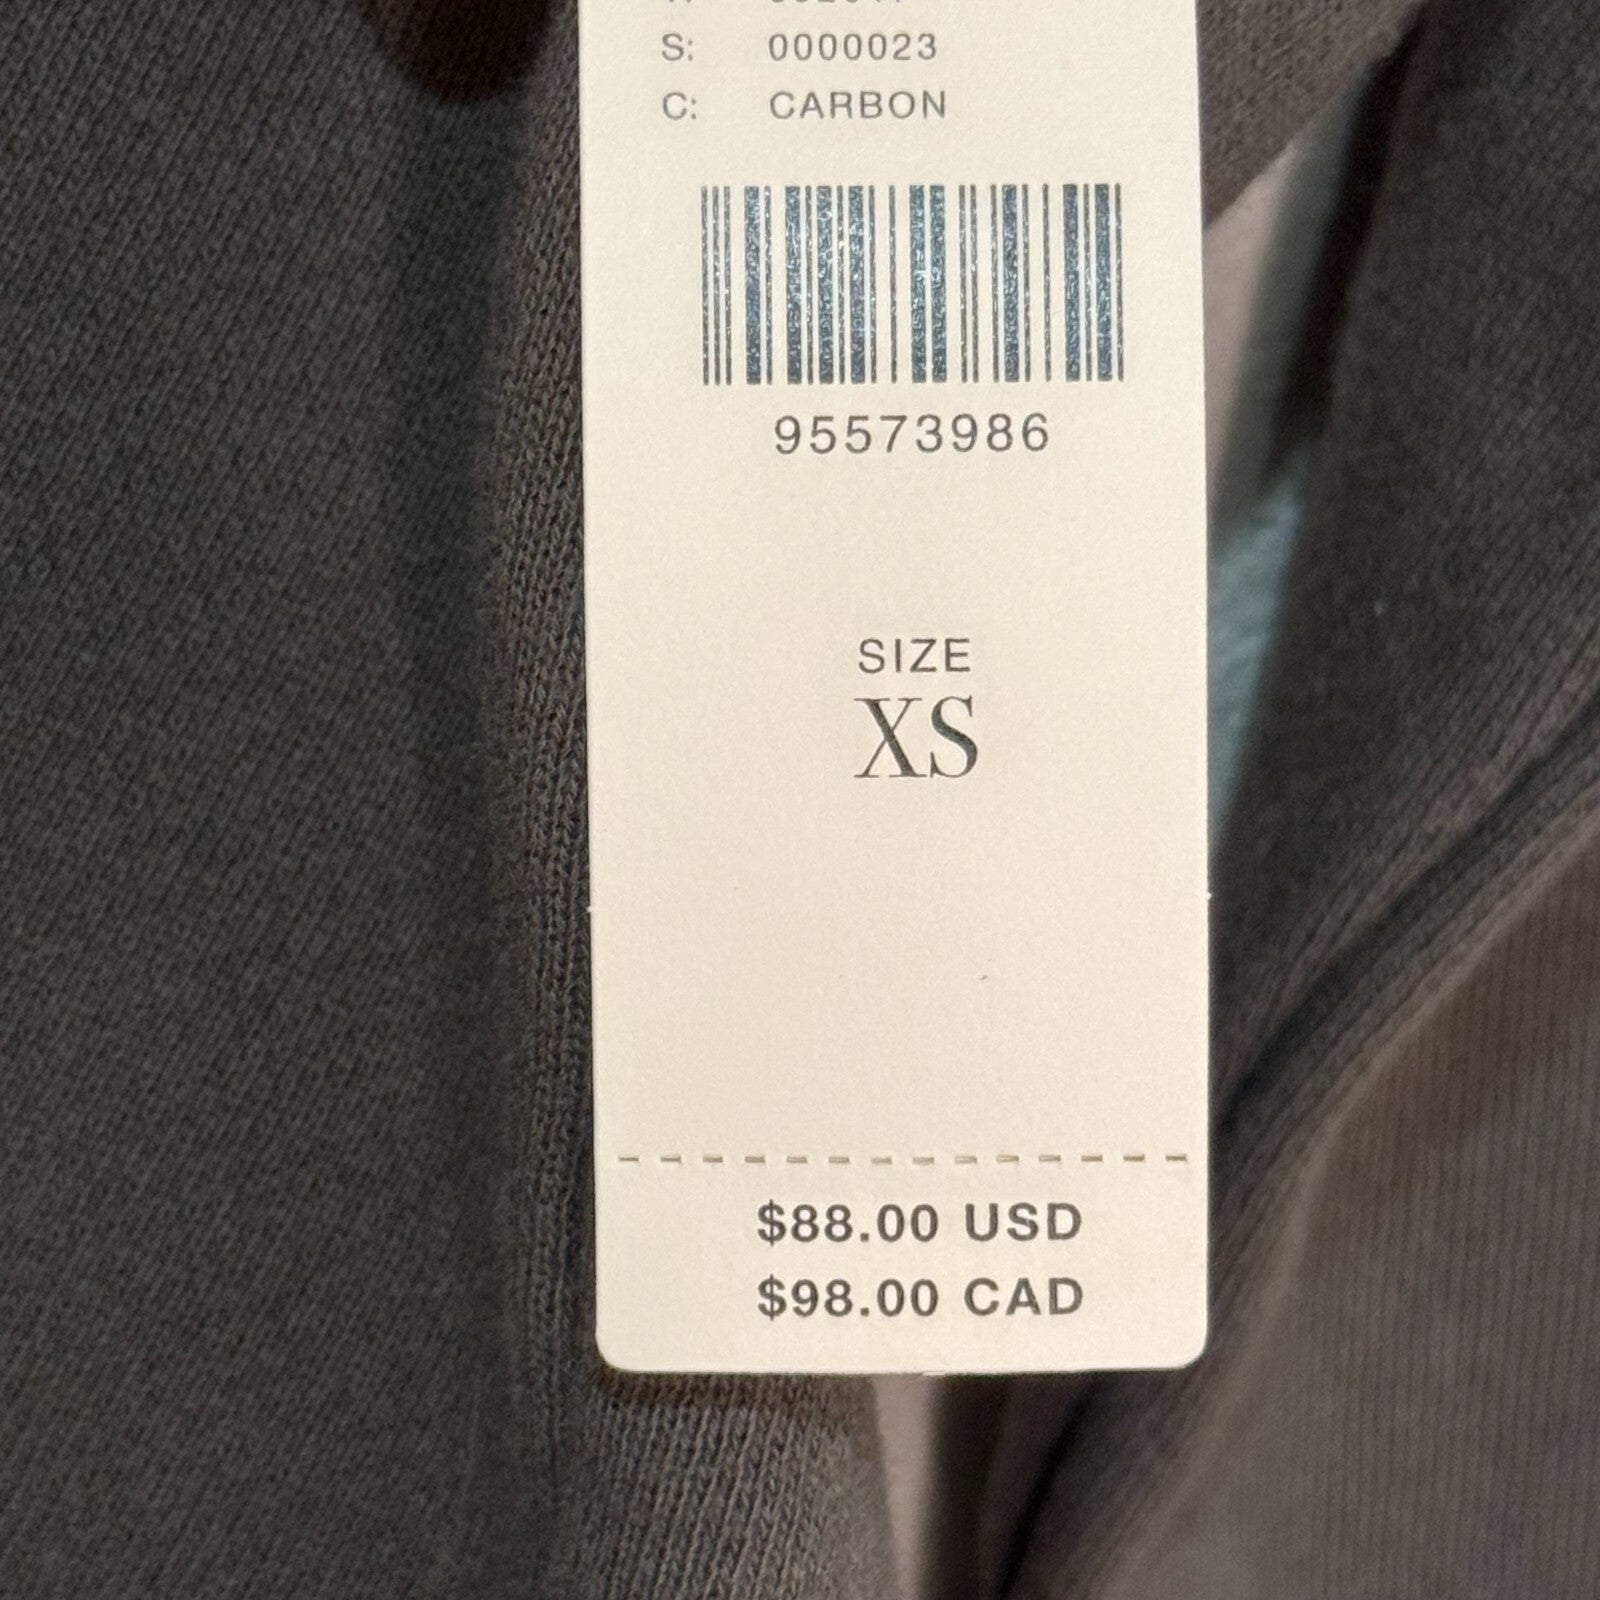 S: 0000023
C: CARBON
95573986
SIZE
XS
$88.00 USD
$98.00 CAD